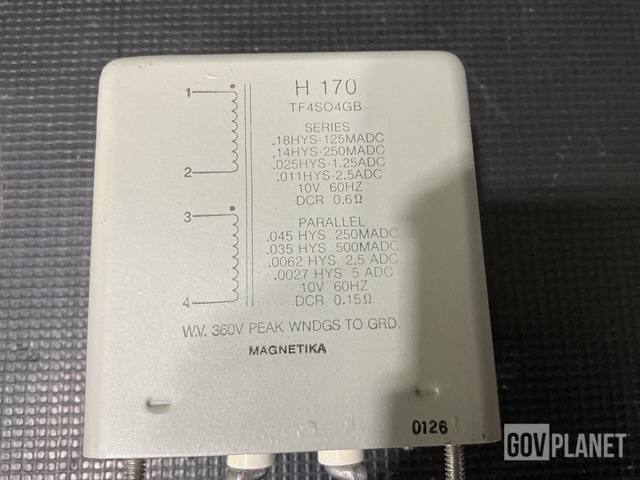 H 170
TF4S04GB
SERIES
.18HYS-125MADC
.14HYS-250MADC
.025HYS-1.25ADC
.011HYS-2.5ADC
10V 60HZ
DCR 0.6Ω
PARALLEL
.045 HYS 250MADC
.035 HYS 500MADC
.0062 HYS 2.5 ADC
.0027 HYS 5 ADC
10V 60HZ
DCR 0.15Ω
1
2
3
4
W.V. 360V PEAK WNDGS TO GRD.
MAGNETIKA
0126
GOVPLANET